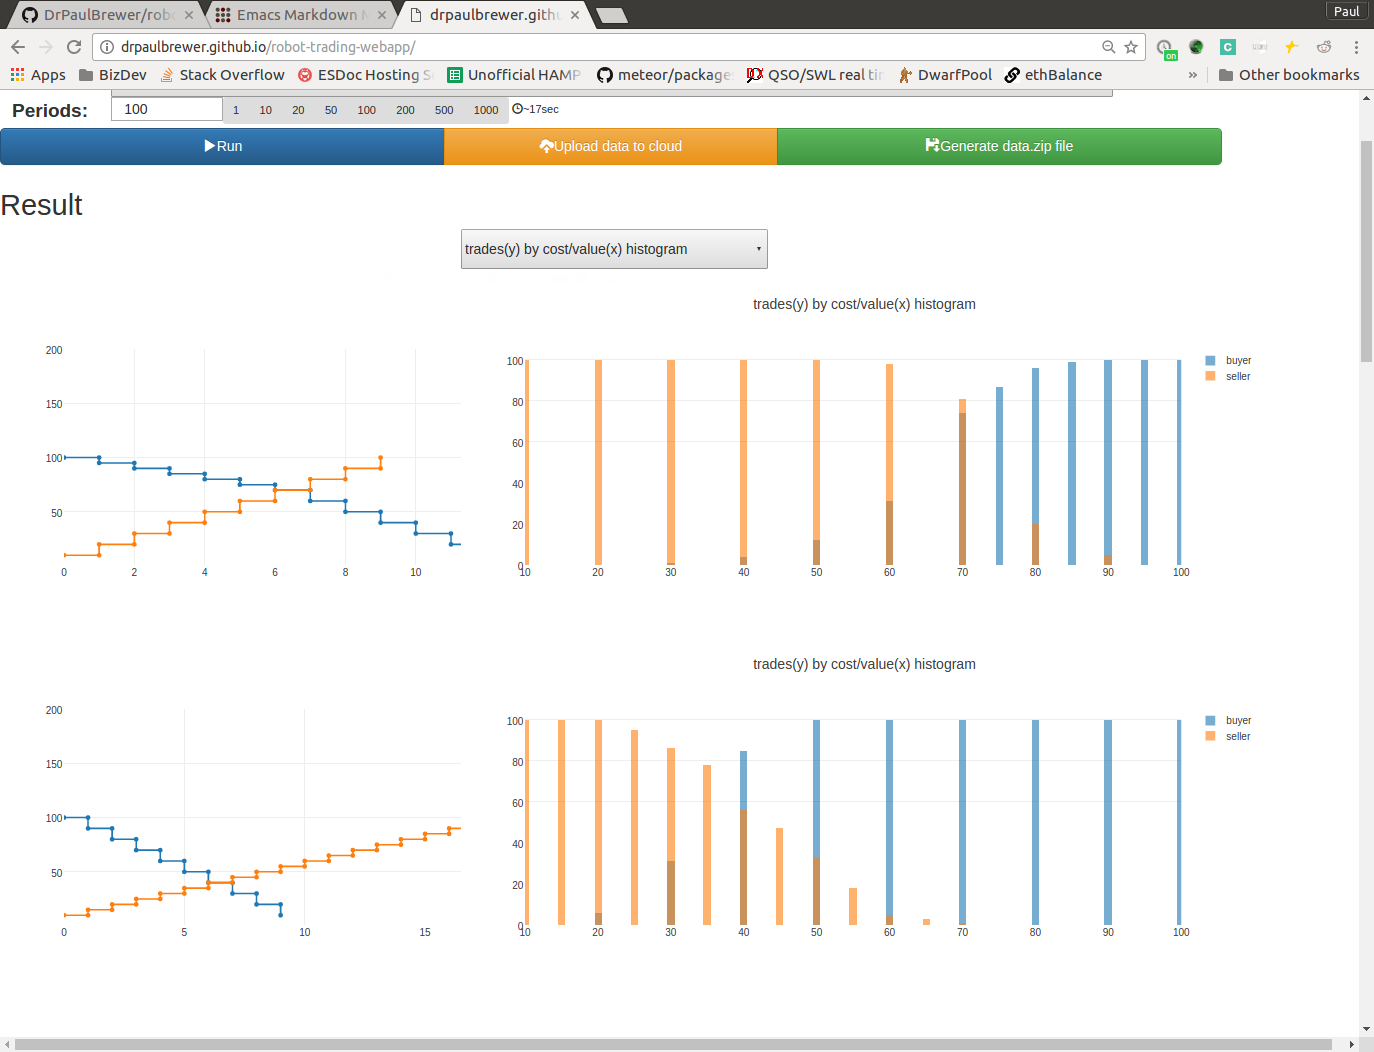 DrPaulBrewer/rob
Emacs Markdown M
drpaulbrewer.githu
Paul
drpaulbrewer.github.io/robot-trading-webapp/
on
C
Apps
BizDev
Stack Overflow
ESDoc Hosting S
Unofficial HAMP
meteor/package
QSO/SWL real tin
DwarfPool
ethBalance
»
Other bookmarks
Periods:
100
1
10
20
50
100
200
500
1000
~17sec
Run
Upload data to cloud
Generate data.zip file
Result
trades(y) by cost/value(x) histogram
trades(y) by cost/value(x) histogram
200
150
100
50
0
2
4
6
8
10
100
80
60
40
20
0
10
20
30
40
50
60
70
80
90
100
buyer
seller
trades(y) by cost/value(x) histogram
200
150
100
50
0
5
10
15
100
80
60
40
20
0
10
20
30
40
50
60
70
80
90
100
buyer
seller